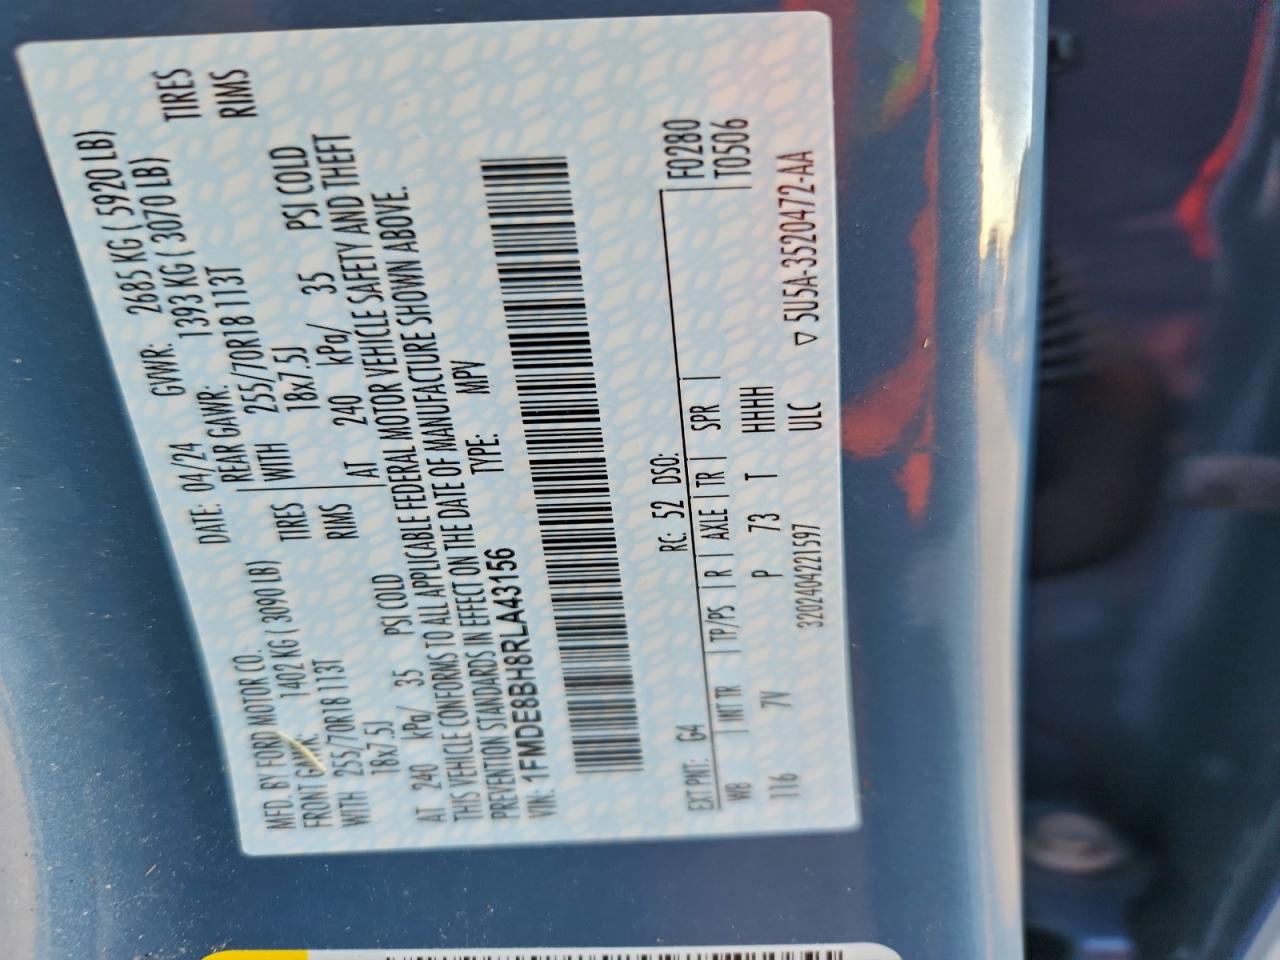 MFD. BY FORD MOTOR CO. DATE: 04/24 GVWR: 2685 KG ( 5920 LB)
FRONT GAWR: 1402 KG ( 3090 LB) REAR GAWR: 1393 KG ( 3070 LB)
WITH 255/70R18 113T TIRES WITH 255/70R18 113T TIRES
18x7.5J RIMS 18x7.5J RIMS
AT 240 kPa/ 35 PSI COLD AT 240 kPa/ 35 PSI COLD
THIS VEHICLE CONFORMS TO ALL APPLICABLE FEDERAL MOTOR VEHICLE SAFETY AND THEFT
PREVENTION STANDARDS IN EFFECT ON THE DATE OF MANUFACTURE SHOWN ABOVE.
VIN: 1FMDE8BH8RLA43156 TYPE: MPV
EXT PNT: G4 RC: 52 DSO: F0280
WB | INT TR | TP/PS | R | AXLE | TR | SPR | T0506
116 7V P 73 T HHHH
3202404221597 ULC ▽ 5U5A-3520472-AA